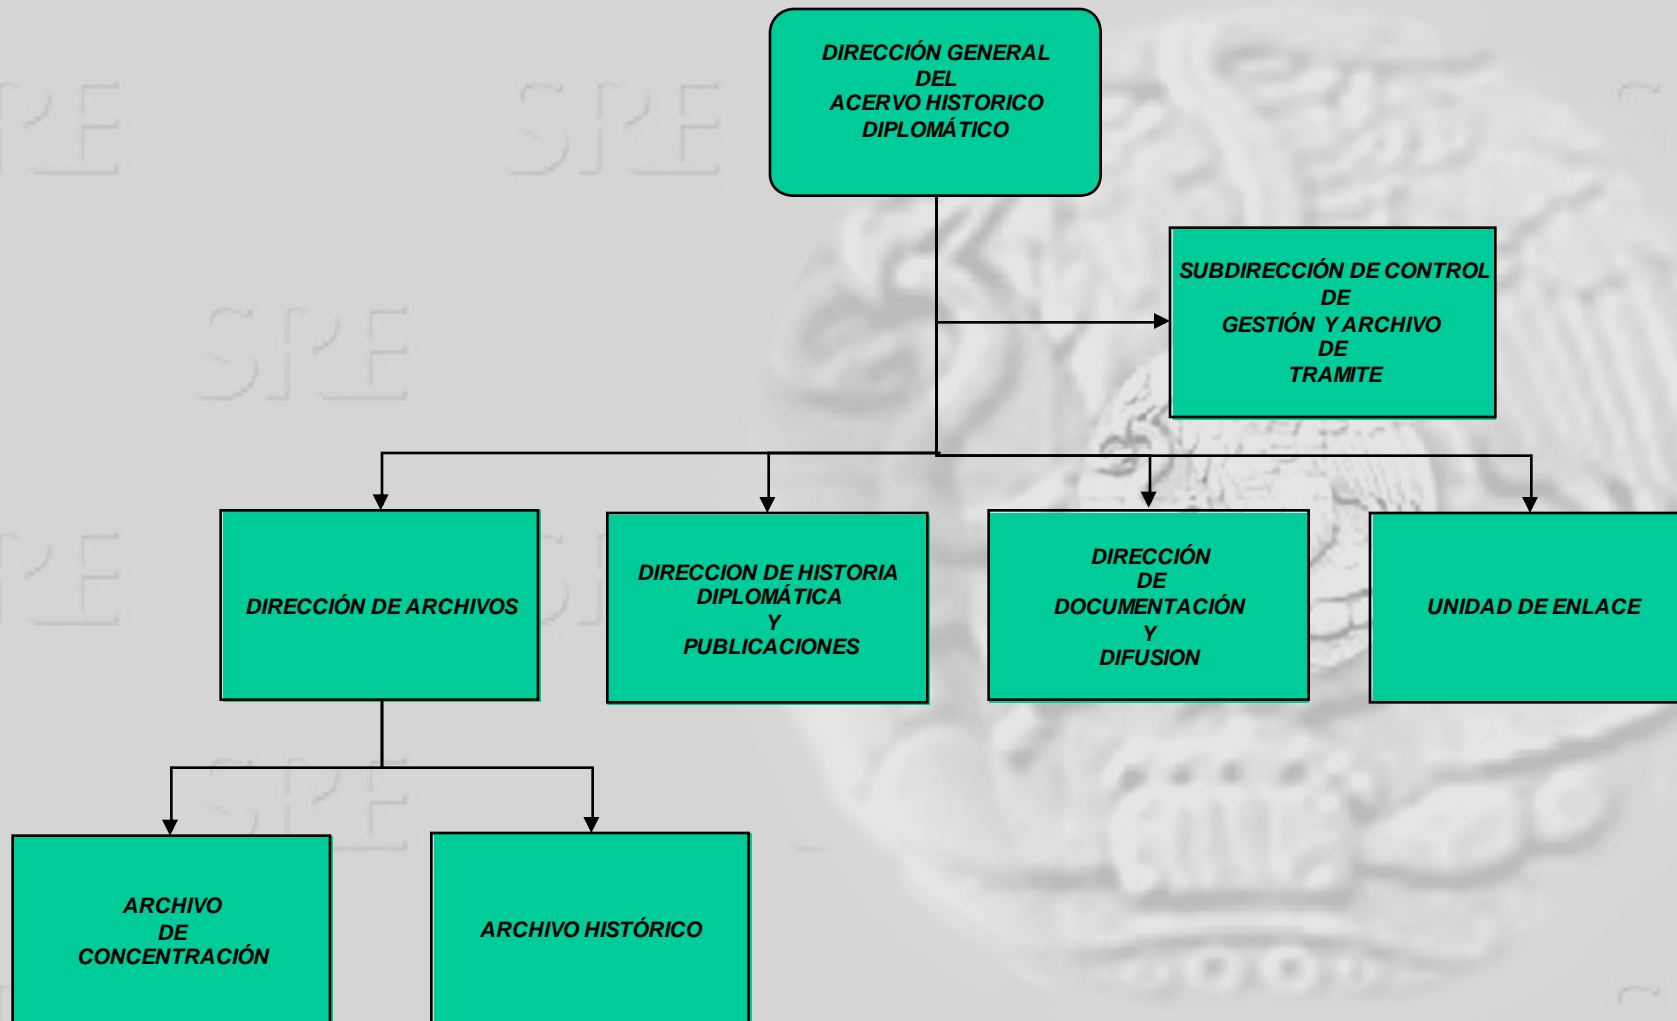 DIRECCIÓN GENERAL
DEL
ACERVO HISTORICO
DIPLOMÁTICO
SUBDIRECCIÓN DE CONTROL
DE
GESTIÓN Y ARCHIVO
DE
TRAMITE
DIRECCIÓN DE ARCHIVOS
DIRECCION DE HISTORIA
DIPLOMÁTICA
Y
PUBLICACIONES
DIRECCIÓN
DE
DOCUMENTACIÓN
Y
DIFUSION
UNIDAD DE ENLACE
ARCHIVO
DE
CONCENTRACIÓN
ARCHIVO HISTÓRICO